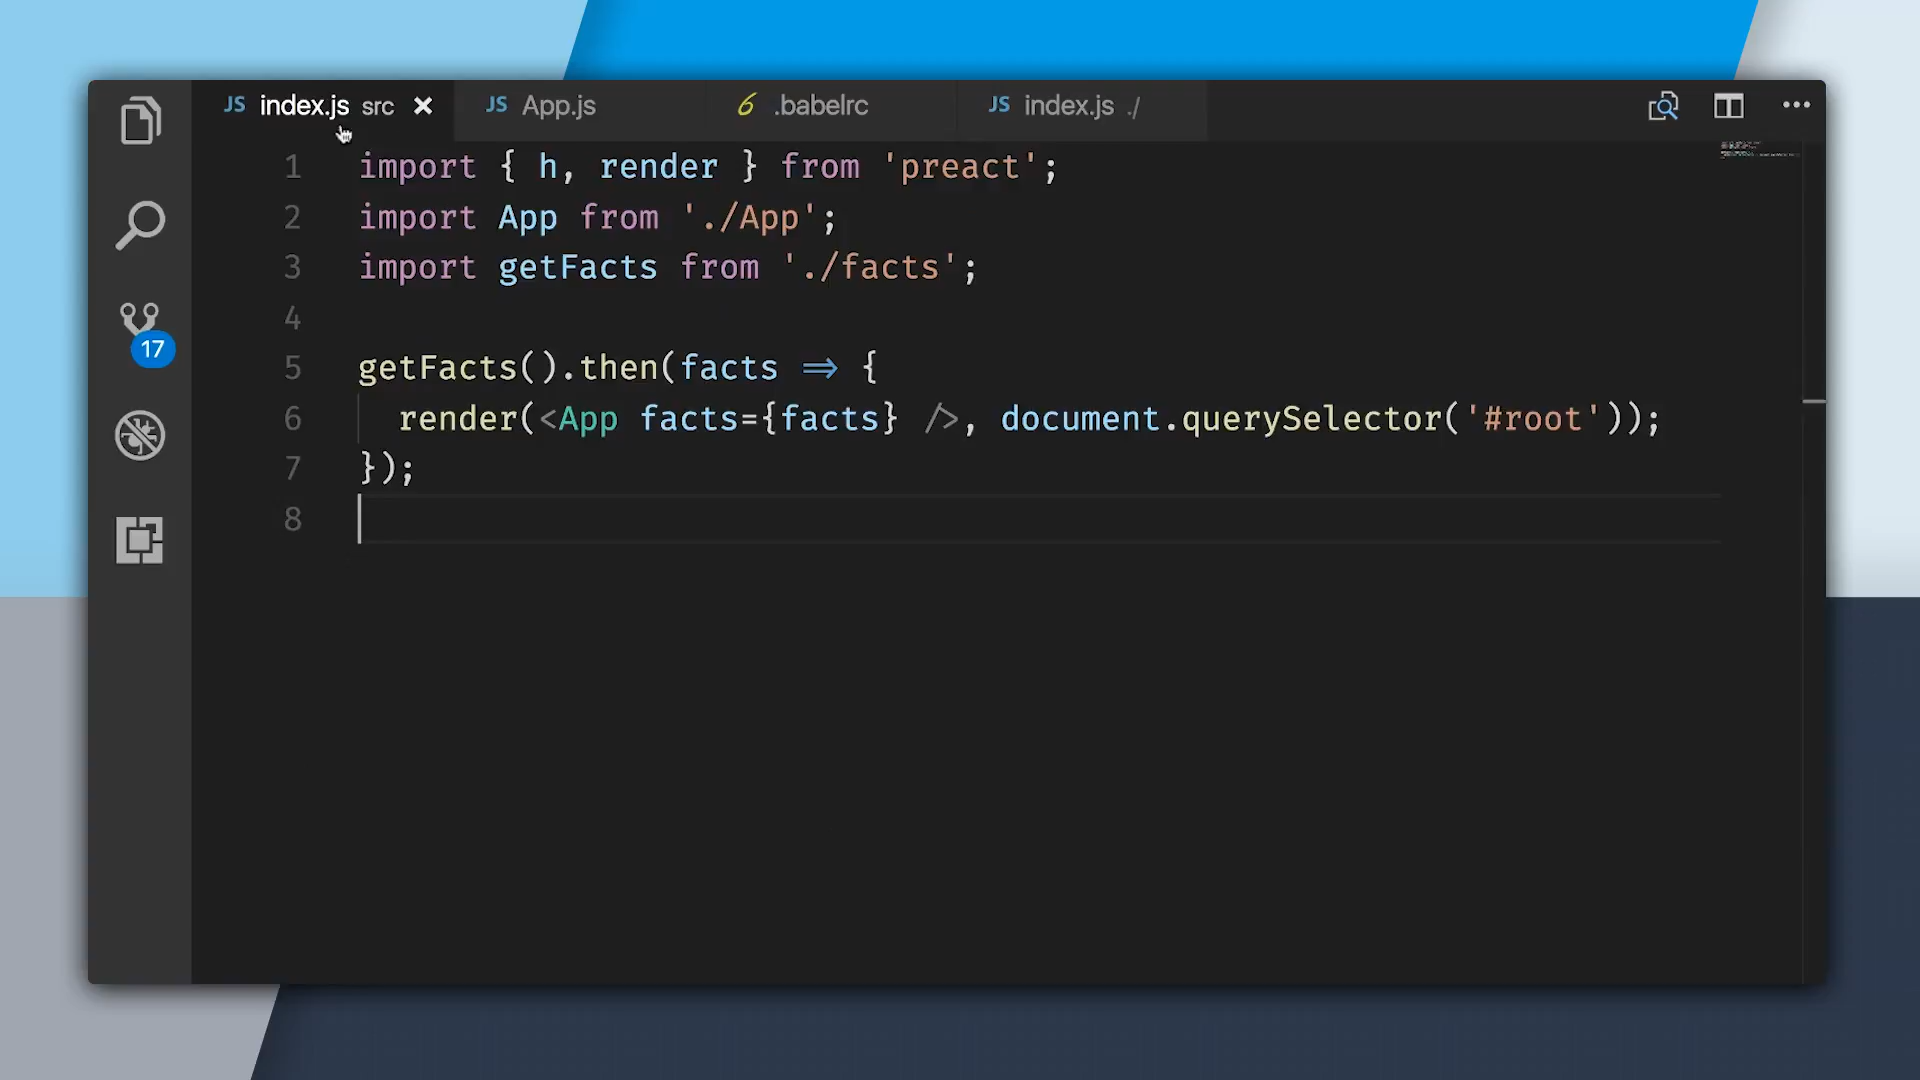 JS index.js src × JS App.js 6 .babelrc JS index.js ./
1 import { h, render } from 'preact';
2 import App from './App';
3 import getFacts from './facts';
4
5 getFacts().then(facts => {
6   render(<App facts={facts} />, document.querySelector('#root'));
7 });
8
17